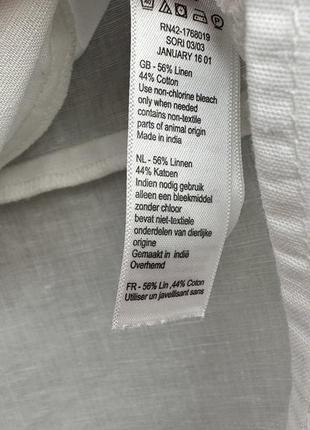 40
RN42-1768019
SORI 03/03
JANUARY 16 01
GB - 56% Linen
44% Cotton
Use non-chlorine bleach
only when needed
contains non-textile
parts of animal origin
Made in india
NL - 56% Linnen
44% Katoen
Indien nodig gebruik
alleen een bleekmiddel
zonder chloor
bevat niet-textiele
onderdelen van dierlijke
origine
Gemaakt in indië
Overhemd
FR - 56% Lin ,44% Coton
Utiliser un javellisant sans